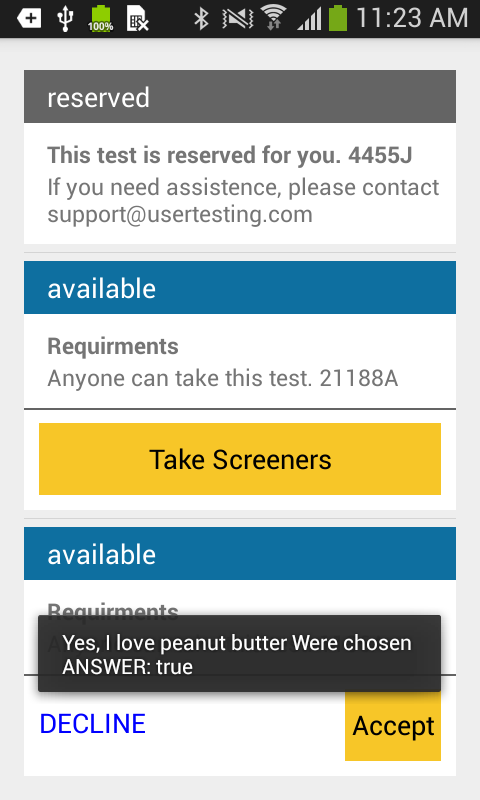 100%
11:23 AM
reserved
This test is reserved for you. 4455J
If you need assistence, please contact
support@usertesting.com
available
Requirments
Anyone can take this test. 21188A
Take Screeners
available
Requirments
Yes, I love peanut butter Were chosen
ANSWER: true
DECLINE
Accept